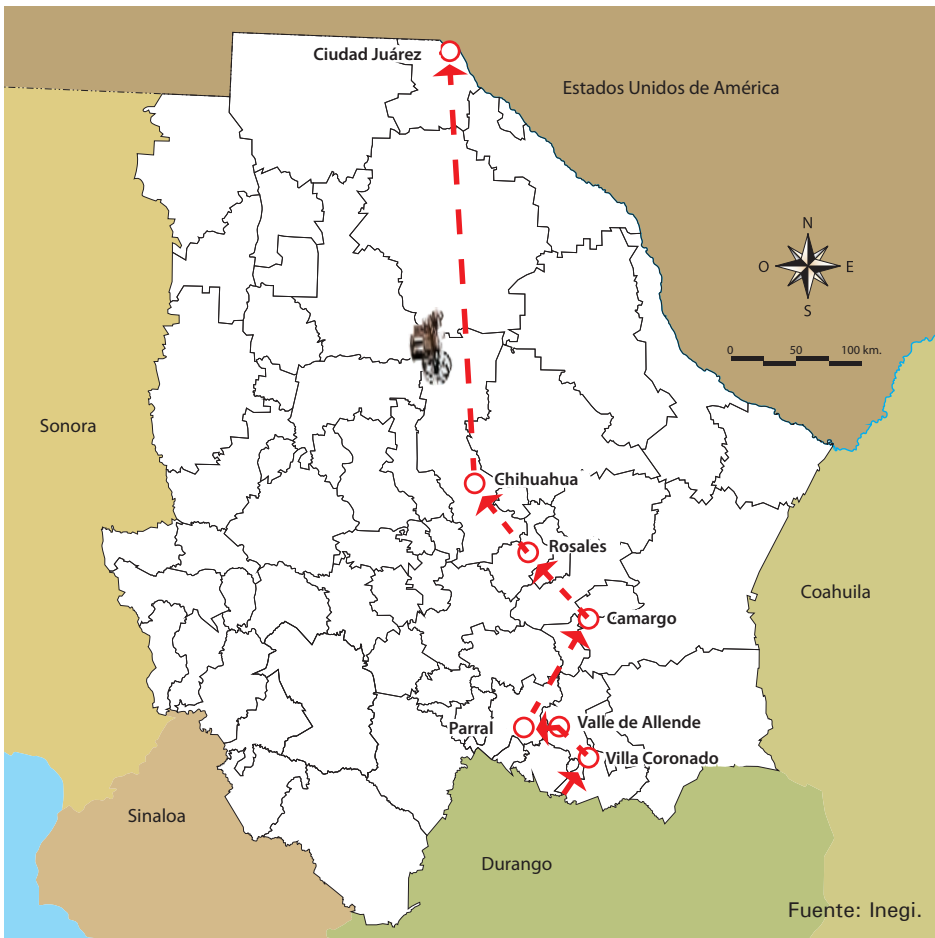 Ciudad Juárez
Estados Unidos de América
N
O
E
S
0 50 100 km.
Sonora
Chihuahua
Rosales
Coahuila
Camargo
Parral
Valle de Allende
Villa Coronado
Sinaloa
Durango
Fuente: Inegi.